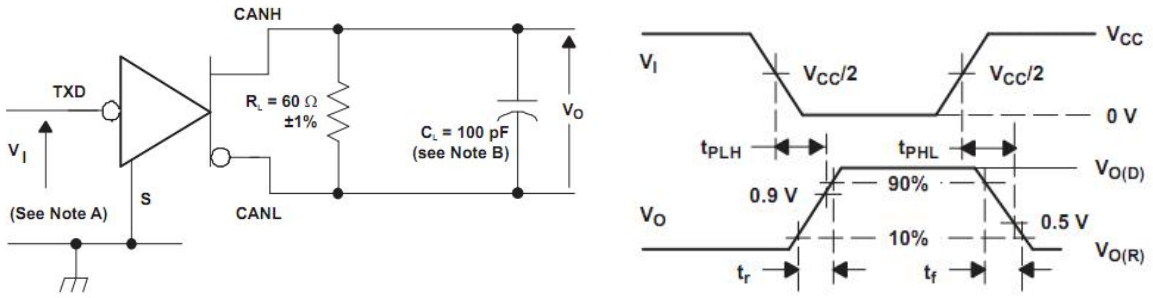 CANH
TXD
R_L = 60 Ω
±1%
C_L = 100 pF
(see Note B)
V_O
V_I
(See Note A)
S
CANL
V_I
V_CC
V_CC/2
V_CC/2
0 V
t_PLH
t_PHL
V_O(D)
90%
0.9 V
0.5 V
V_O
10%
V_O(R)
t_r
t_f